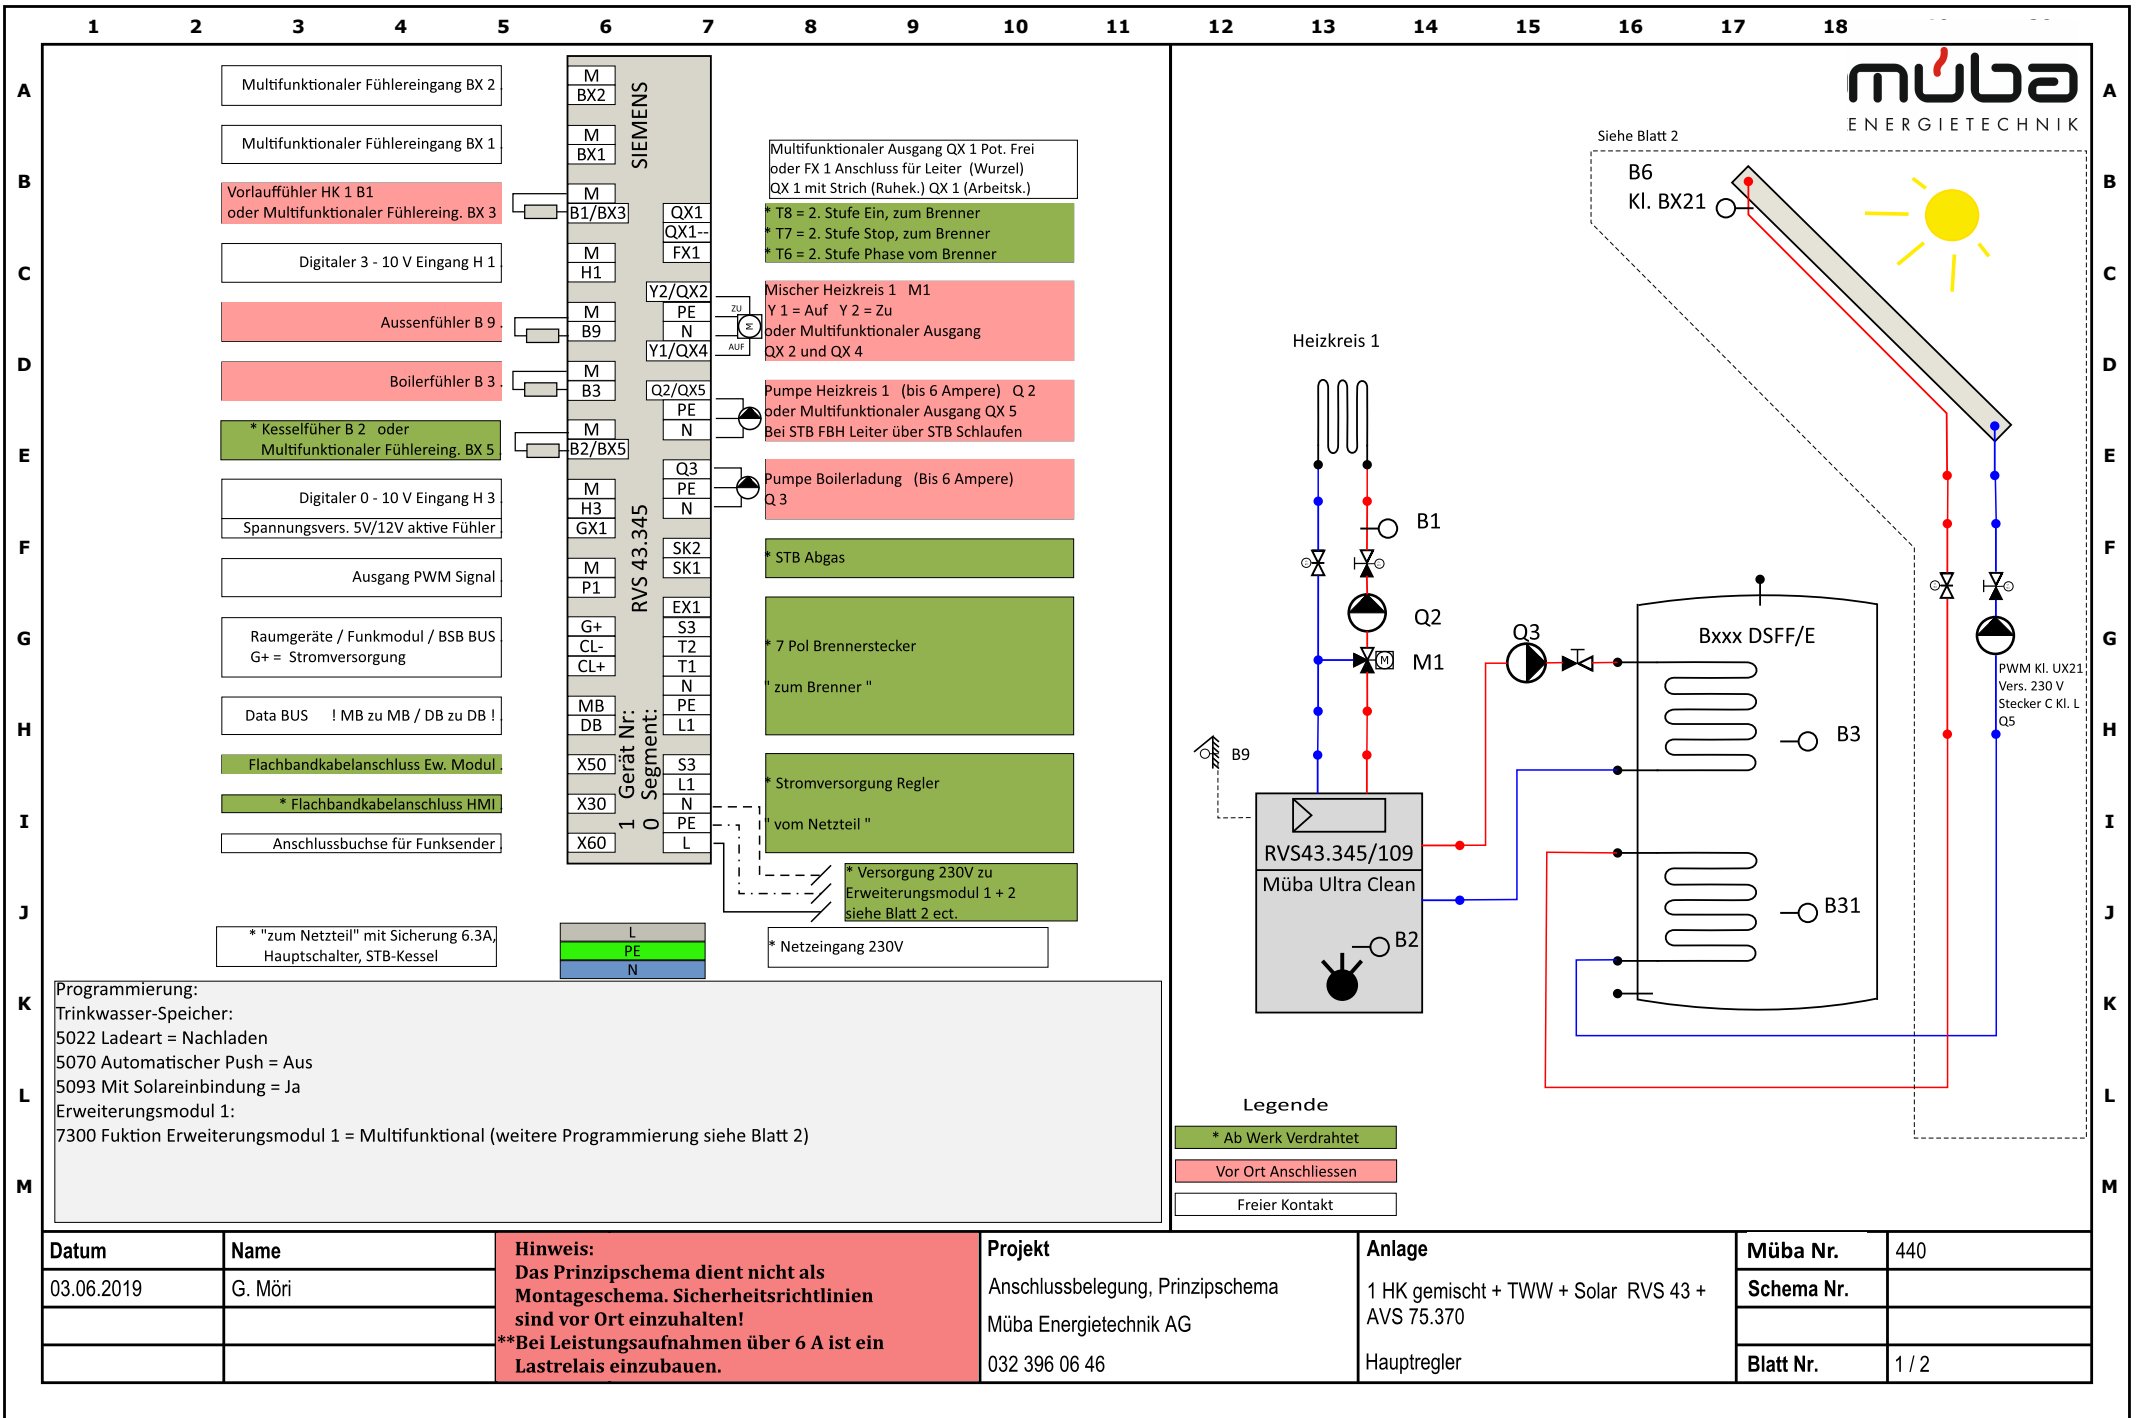 1 2 3 4 5 6 7 8 9 10 11 12 13 14 15 16 17 18
A
B
C
D
E
F
G
H
I
J
K
L
M
Multifunktionaler Fühlereingang BX 2 .
Multifunktionaler Fühlereingang BX 1 .
Vorlauffühler HK 1 B1
oder Multifunktionaler Fühlereing. BX 3
Digitaler 3 - 10 V Eingang H 1 .
Aussenfühler B 9 .
Boilerfühler B 3 .
* Kesselfüher B 2   oder
Multifunktionaler Fühlereing. BX 5 .
Digitaler 0 - 10 V Eingang H 3 .
Spannungsvers. 5V/12V aktive Fühler .
Ausgang PWM Signal .
Raumgeräte / Funkmodul / BSB BUS .
G+ =  Stromversorgung
Data BUS     ! MB zu MB / DB zu DB ! .
Flachbandkabelanschluss Ew. Modul .
* Flachbandkabelanschluss HMI .
Anschlussbuchse für Funksender .
* "zum Netzteil" mit Sicherung 6.3A,
Hauptschalter, STB-Kessel
M
BX2
M
BX1
M
B1/BX3
M
H1
M
B9
M
B3
M
B2/BX5
M
H3
GX1
M
P1
G+
CL-
CL+
MB
DB
X50
X30
X60
SIEMENS
RVS 43.345
Gerät Nr:
1
Segment:
0
QX1
QX1--
FX1
Y2/QX2
PE
N
Y1/QX4
Q2/QX5
PE
N
Q3
PE
N
SK2
SK1
EX1
S3
T2
T1
N
PE
L1
S3
L1
N
PE
L
ZU
M
AUF
L
PE
N
Multifunktionaler Ausgang QX 1 Pot. Frei
oder FX 1 Anschluss für Leiter  (Wurzel)
QX 1 mit Strich (Ruhek.) QX 1 (Arbeitsk.)
* T8 = 2. Stufe Ein, zum Brenner
* T7 = 2. Stufe Stop, zum Brenner
* T6 = 2. Stufe Phase vom Brenner
Mischer Heizkreis 1   M1
Y 1 = Auf   Y 2 = Zu
oder Multifunktionaler Ausgang
QX 2 und QX 4
Pumpe Heizkreis 1   (bis 6 Ampere)   Q 2
oder Multifunktionaler Ausgang QX 5
Bei STB FBH Leiter über STB Schlaufen
Pumpe Boilerladung   (Bis 6 Ampere)
Q 3
* STB Abgas
* 7 Pol Brennerstecker
" zum Brenner "
* Stromversorgung Regler
" vom Netzteil "
* Versorgung 230V zu
Erweiterungsmodul 1 + 2
siehe Blatt 2 ect.
* Netzeingang 230V
Programmierung:
Trinkwasser-Speicher:
5022 Ladeart = Nachladen
5070 Automatischer Push = Aus
5093 Mit Solareinbindung = Ja
Erweiterungsmodul 1:
7300 Fuktion Erweiterungsmodul 1 = Multifunktional (weitere Programmierung siehe Blatt 2)
müba
ENERGIETECHNIK
Siehe Blatt 2
B6
Kl. BX21
Heizkreis 1
B1
Q2
M1
M
Q3
Bxxx DSFF/E
B3
B31
PWM Kl. UX21
Vers. 230 V
Stecker C Kl. L
Q5
B9
RVS43.345/109
Müba Ultra Clean
B2
Legende
* Ab Werk Verdrahtet
Vor Ort Anschliessen
Freier Kontakt
A
B
C
D
E
F
G
H
I
J
K
L
M
Datum
03.06.2019
Name
G. Möri
Hinweis:
Das Prinzipschema dient nicht als
Montageschema. Sicherheitsrichtlinien
sind vor Ort einzuhalten!
**Bei Leistungsaufnahmen über 6 A ist ein
Lastrelais einzubauen.
Projekt
Anschlussbelegung, Prinzipschema
Müba Energietechnik AG
032 396 06 46
Anlage
1 HK gemischt + TWW + Solar  RVS 43 +
AVS 75.370
Hauptregler
Müba Nr. 440
Schema Nr.
Blatt Nr. 1 / 2